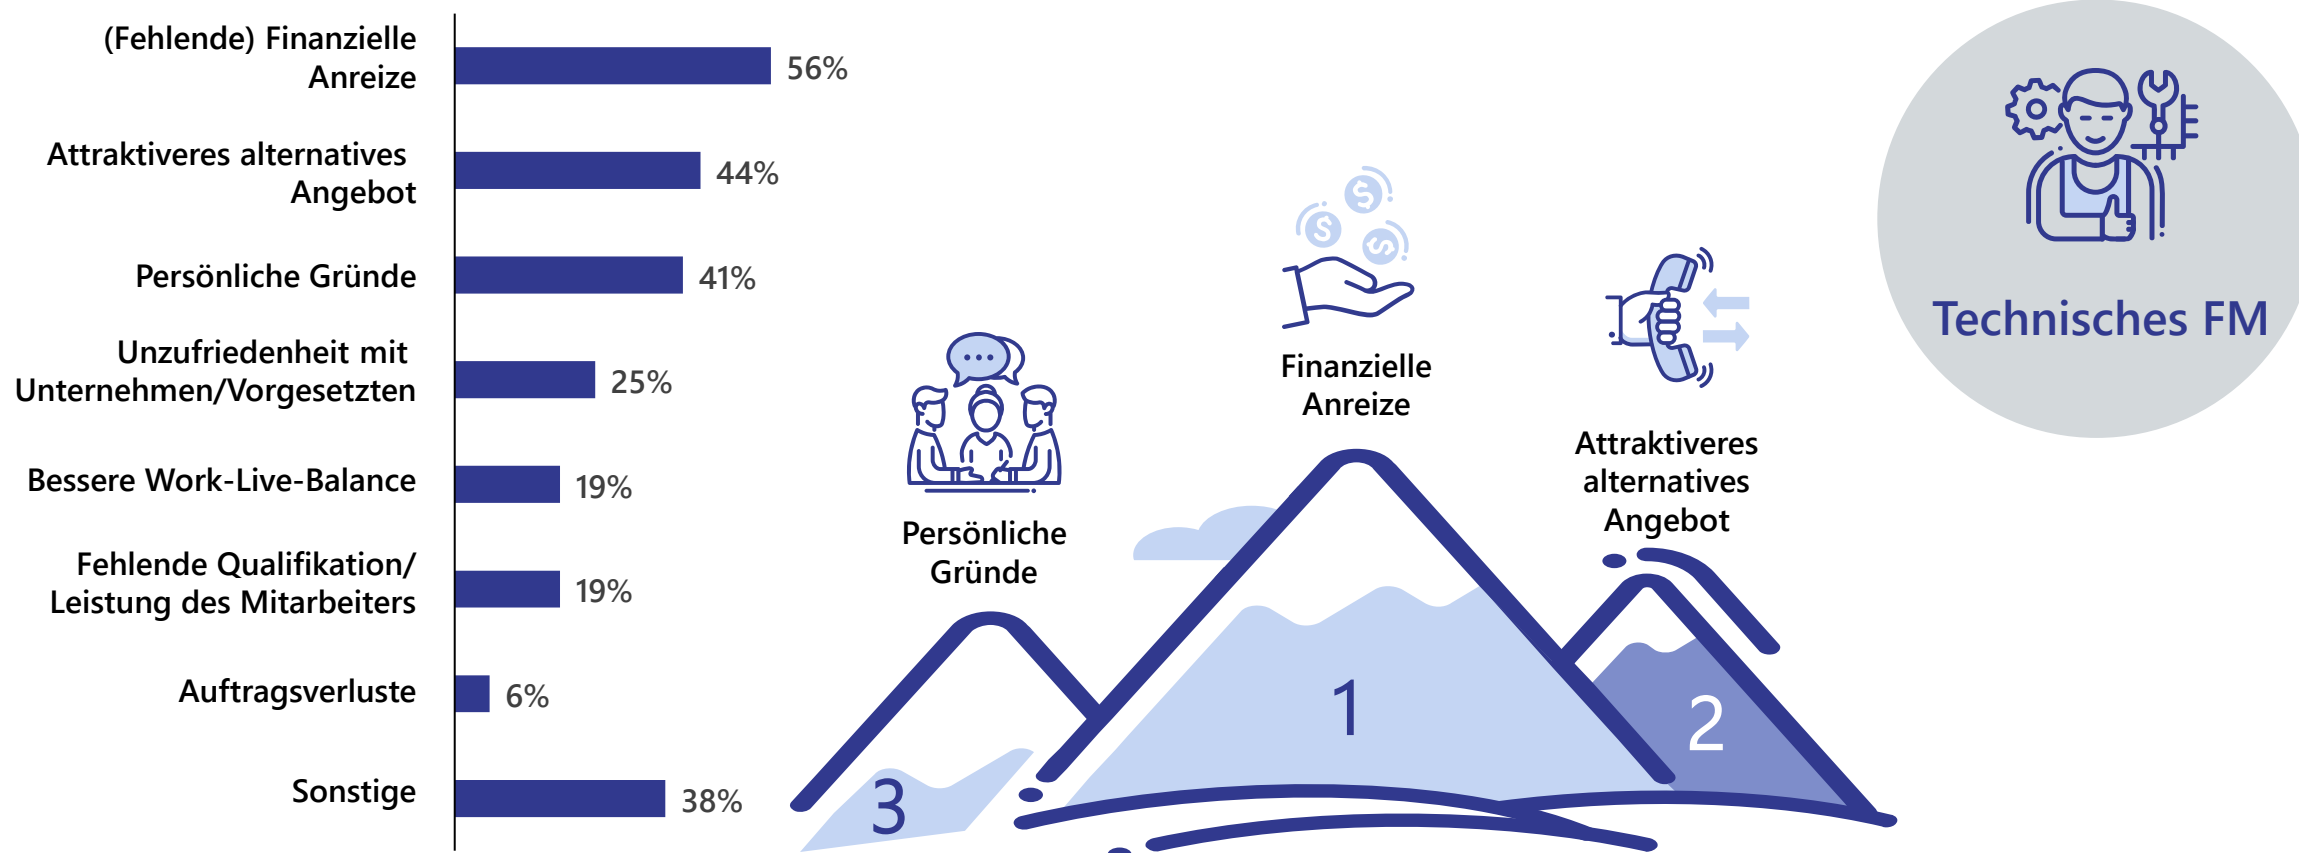 (Fehlende) Finanzielle
Anreize
56%
Attraktiveres alternatives
Angebot
44%
Persönliche Gründe
41%
Unzufriedenheit mit
Unternehmen/Vorgesetzten
25%
Bessere Work-Live-Balance
19%
Fehlende Qualifikation/
Leistung des Mitarbeiters
19%
Auftragsverluste
6%
Sonstige
38%
Persönliche
Gründe
3
Finanzielle
Anreize
1
Attraktiveres
alternatives
Angebot
2
Technisches FM